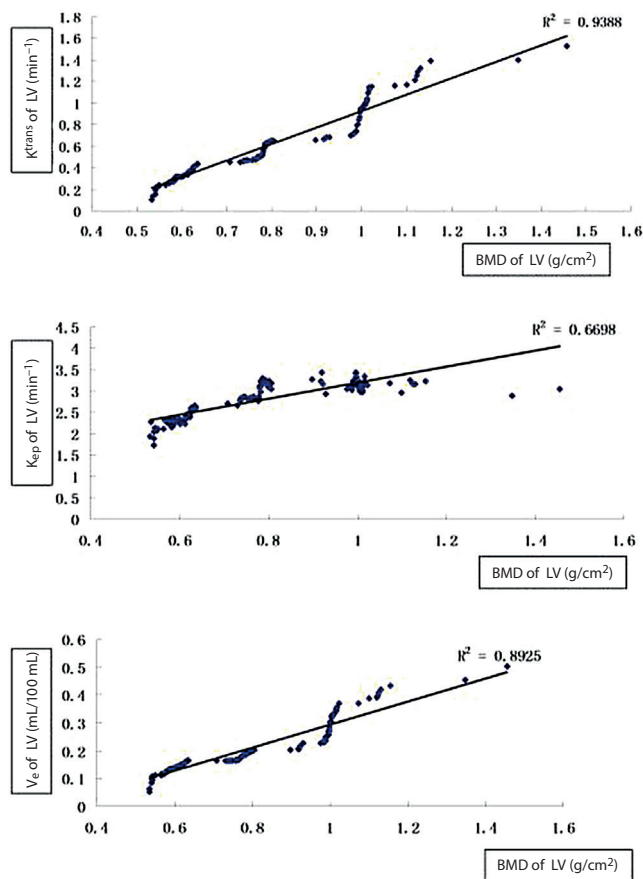 R² = 0.9388
K^trans of LV (min⁻¹)
1.8
1.6
1.4
1.2
1
0.8
0.6
0.4
0.2
0
0.4 0.5 0.6 0.7 0.8 0.9 1 1.1 1.2 1.3 1.4 1.5 1.6
BMD of LV (g/cm²)
R² = 0.6698
K_ep of LV (min⁻¹)
4.5
4
3.5
3
2.5
2
1.5
1
0.5
0
0.4 0.6 0.8 1 1.2 1.4 1.6
BMD of LV (g/cm²)
R² = 0.8925
V_e of LV (mL/100 mL)
0.6
0.5
0.4
0.3
0.2
0.1
0
0.4 0.6 0.8 1 1.2 1.4 1.6
BMD of LV (g/cm²)